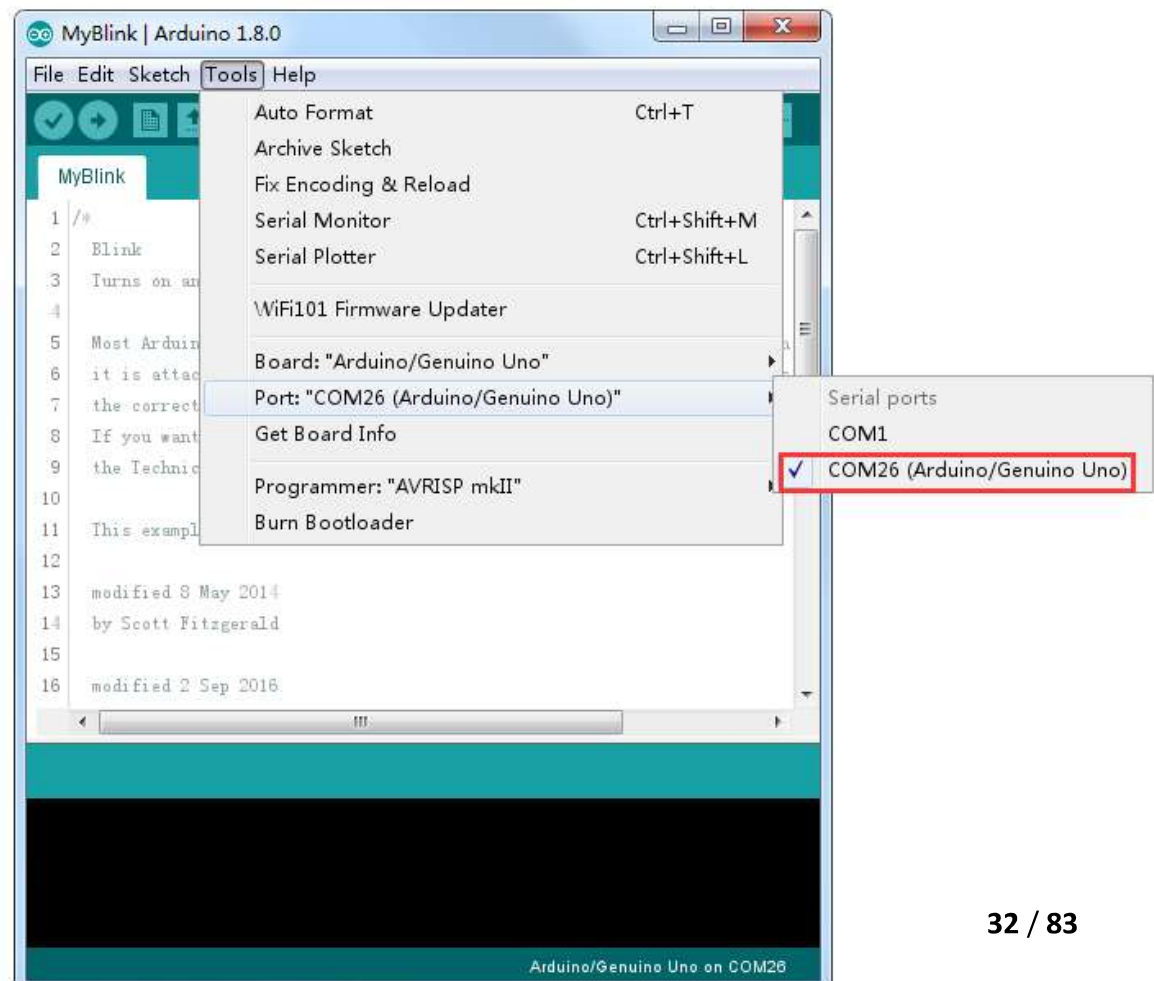 MyBlink | Arduino 1.8.0
File Edit Sketch Tools Help
Auto Format Ctrl+T
Archive Sketch
MyBlink
Fix Encoding & Reload
1 /*
Serial Monitor Ctrl+Shift+M
2 Blink
Serial Plotter Ctrl+Shift+L
3 Turns on an
4
WiFi101 Firmware Updater
5 Most Arduin
Board: "Arduino/Genuino Uno"
6 it is attac
Port: "COM26 (Arduino/Genuino Uno)"
Serial ports
7 the correct
Get Board Info
COM1
8 If you want
9 the Technic
COM26 (Arduino/Genuino Uno)
Programmer: "AVRISP mkII"
10
Burn Bootloader
11 This exampl
12
13 modified 8 May 2014
14 by Scott Fitzgerald
15
16 modified 2 Sep 2016
32 / 83
Arduino/Genuino Uno on COM26